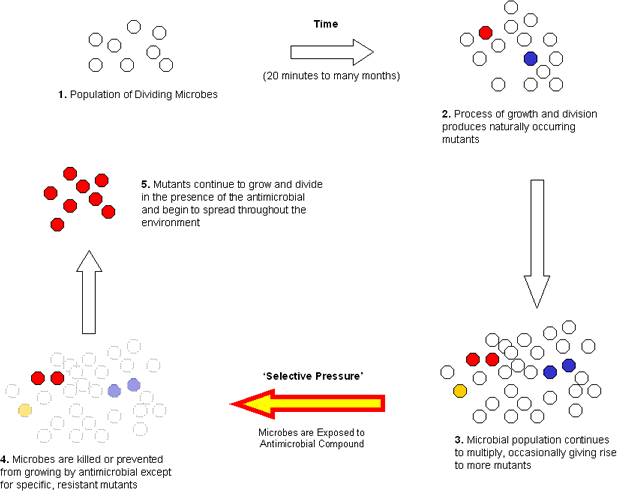 Time
(20 minutes to many months)
1. Population of Dividing Microbes
2. Process of growth and division
produces naturally occurring
mutants
5. Mutants continue to grow and divide
in the presence of the antimicrobial
and begin to spread throughout the
environment
‘Selective Pressure’
Microbes are Exposed to
Antimicrobial Compound
3. Microbial population continues
to multiply, occasionally giving rise
to more mutants
4. Microbes are killed or prevented
from growing by antimicrobial except
for specific, resistant mutants